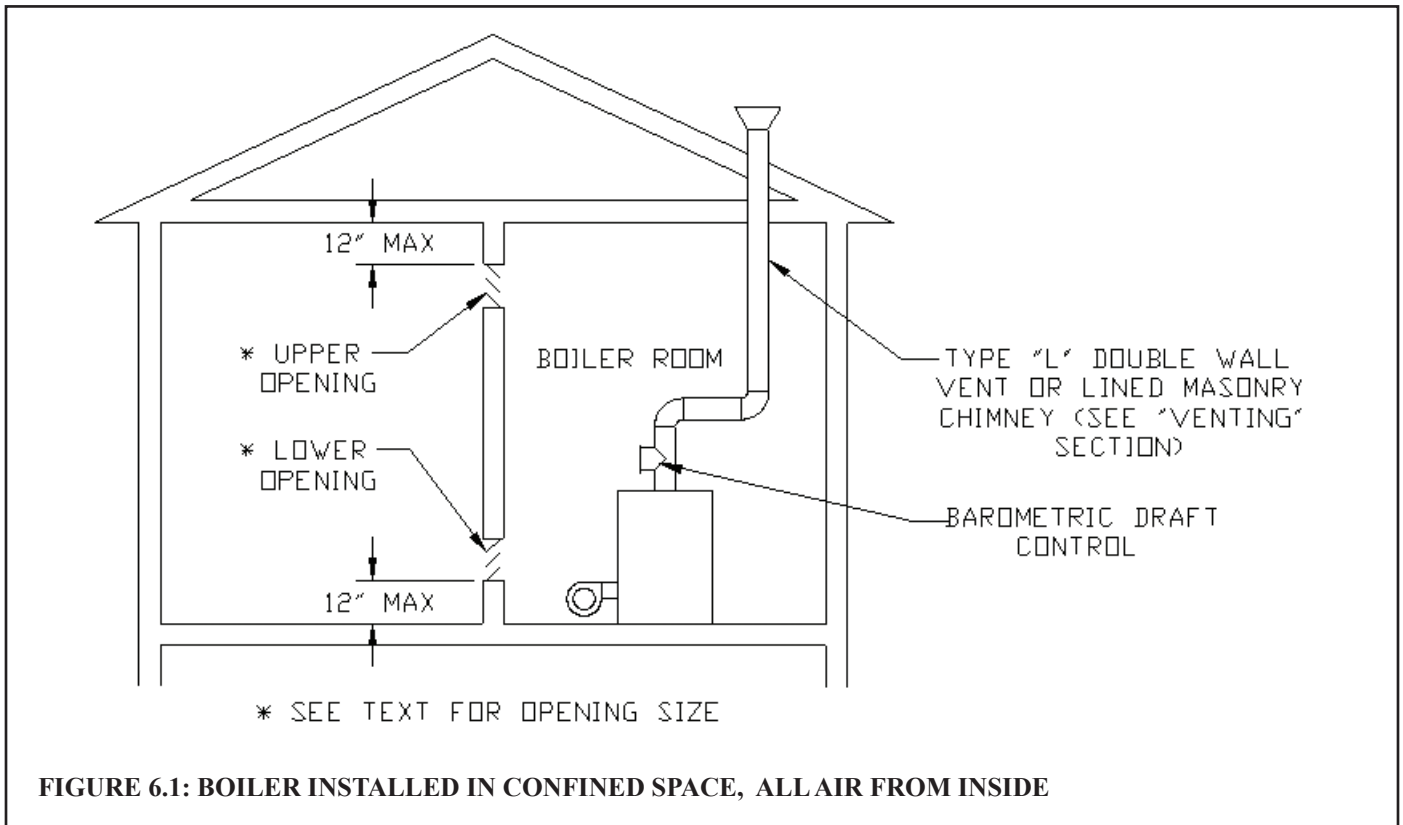 12" MAX
* UPPER
OPENING
BOILER ROOM
TYPE "L" DOUBLE WALL
VENT OR LINED MASONRY
CHIMNEY (SEE "VENTING"
SECTION)
* LOWER
OPENING
BAROMETRIC DRAFT
CONTROL
12" MAX
* SEE TEXT FOR OPENING SIZE
FIGURE 6.1: BOILER INSTALLED IN CONFINED SPACE, ALL AIR FROM INSIDE